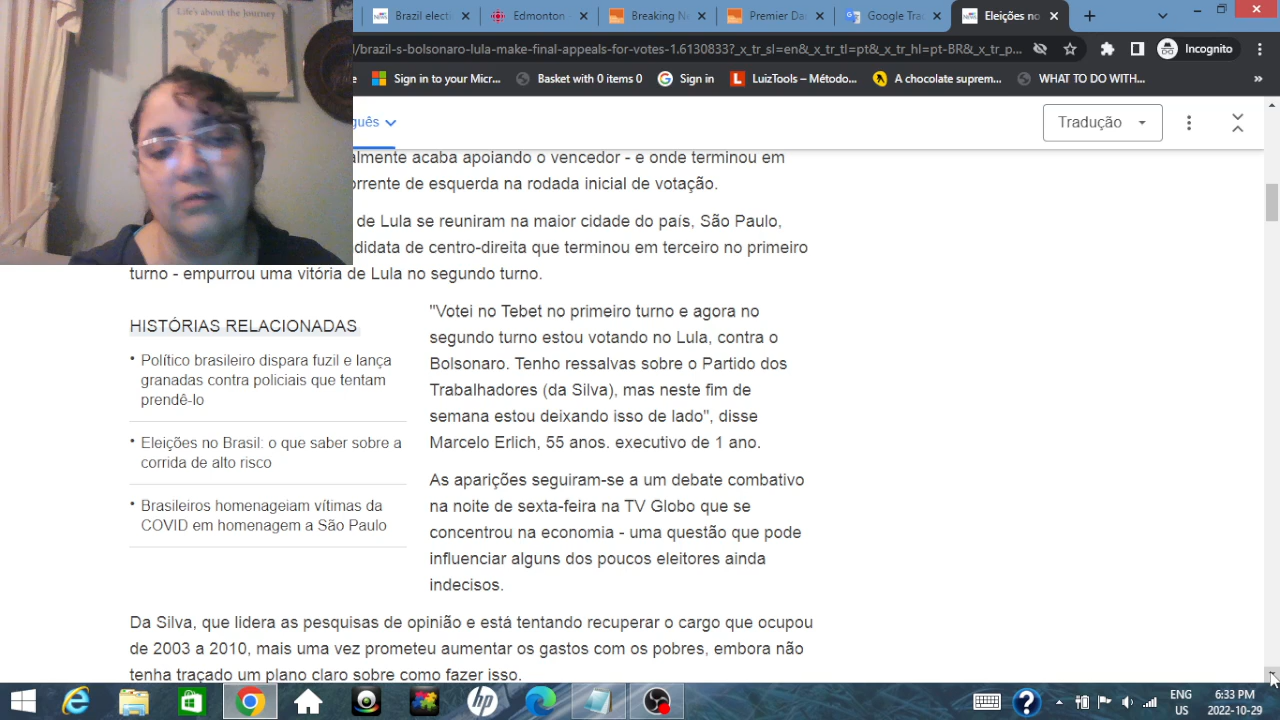 Life's about the Journey
Brazil electi
Edmonton -
Breaking Ne
Premier Da
Google Tra
Eleições no
/brazil-s-bolsonaro-lula-make-final-appeals-for-votes-1.6130833?_x_tr_sl=en&_x_tr_tl=pt&_x_tr_hl=pt-BR&_x_tr_p...
Incognito
e
Sign in to your Micr...
Basket with 0 items 0
Sign in
LuizTools – Método...
A chocolate suprem...
WHAT TO DO WITH...
»
guês
Tradução
almente acaba apoiando o vencedor - e onde terminou em
orrente de esquerda na rodada inicial de votação.
de Lula se reuniram na maior cidade do país, São Paulo,
didata de centro-direita que terminou em terceiro no primeiro
turno - empurrou uma vitória de Lula no segundo turno.
HISTÓRIAS RELACIONADAS
• Político brasileiro dispara fuzil e lança
granadas contra policiais que tentam
prendê-lo
• Eleições no Brasil: o que saber sobre a
corrida de alto risco
• Brasileiros homenageiam vítimas da
COVID em homenagem a São Paulo
"Votei no Tebet no primeiro turno e agora no
segundo turno estou votando no Lula, contra o
Bolsonaro. Tenho ressalvas sobre o Partido dos
Trabalhadores (da Silva), mas neste fim de
semana estou deixando isso de lado", disse
Marcelo Erlich, 55 anos. executivo de 1 ano.
As aparições seguiram-se a um debate combativo
na noite de sexta-feira na TV Globo que se
concentrou na economia - uma questão que pode
influenciar alguns dos poucos eleitores ainda
indecisos.
Da Silva, que lidera as pesquisas de opinião e está tentando recuperar o cargo que ocupou
de 2003 a 2010, mais uma vez prometeu aumentar os gastos com os pobres, embora não
tenha traçado um plano claro sobre como fazer isso.
ENG
US
6:33 PM
2022-10-29